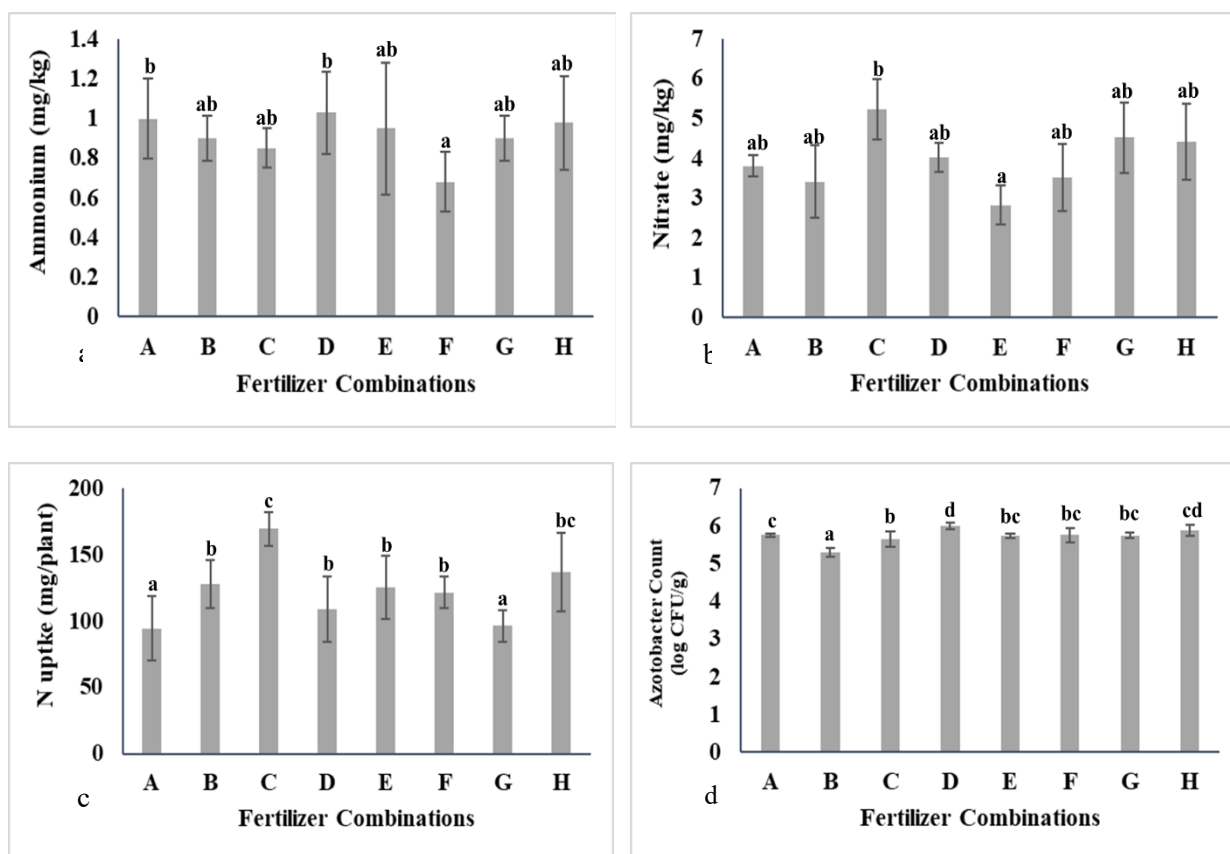 Ammonium (mg/kg)
1.4
1.2
1
0.8
0.6
0.4
0.2
0
b ab ab b ab a ab ab
A B C D E F G H
Fertilizer Combinations
Nitrate (mg/kg)
7
6
5
4
3
2
1
0
ab ab b ab a ab ab ab
A B C D E F G H
Fertilizer Combinations
N uptke (mg/plant)
200
150
100
50
0
a b c b b b a bc
A B C D E F G H
Fertilizer Combinations
c
Azotobacter Count
(log CFU/g)
7
6
5
4
3
2
1
0
c a b d bc bc bc cd
A B C D E F G H
Fertilizer Combinations
d